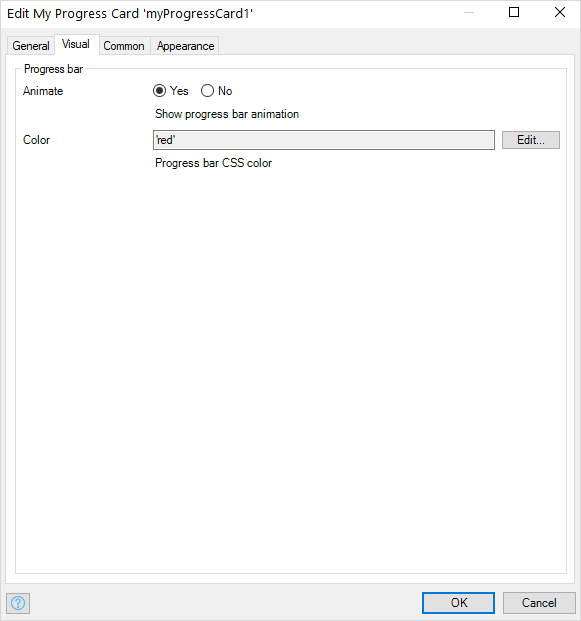 Edit My Progress Card 'myProgressCard1'
General Visual Common Appearance
Progress bar
Animate Yes No
Show progress bar animation
Color 'red' Edit...
Progress bar CSS color
? OK Cancel